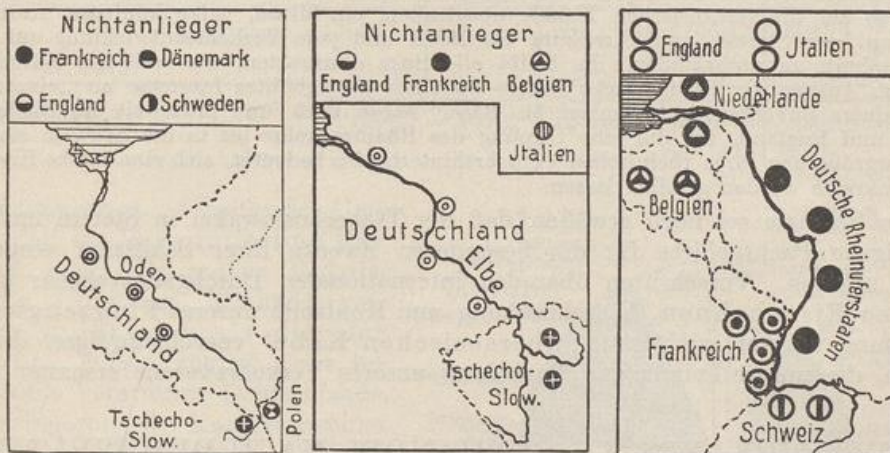 Nichtanlieger
Frankreich Dänemark
England Schweden
Oder
Deutschland
Tschecho-
Slow.
Polen
Nichtanlieger
England Frankreich Belgien
Jtalien
Deutschland
Elbe
Tschecho-
Slow.
England Jtalien
Niederlande
Belgien
Deutsche Rheinuferstaaten
Frankreich
Schweiz